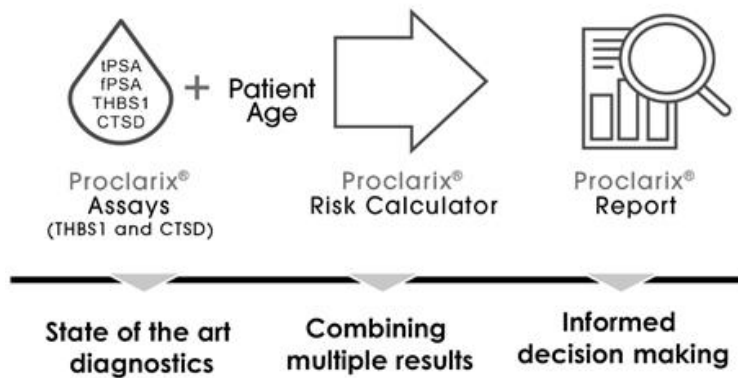 tPSA
fPSA
THBS1
CTSD
+
Patient
Age
Proclarix®
Assays
(THBS1 and CTSD)
Proclarix®
Risk Calculator
Proclarix®
Report
State of the art
diagnostics
Combining
multiple results
Informed
decision making